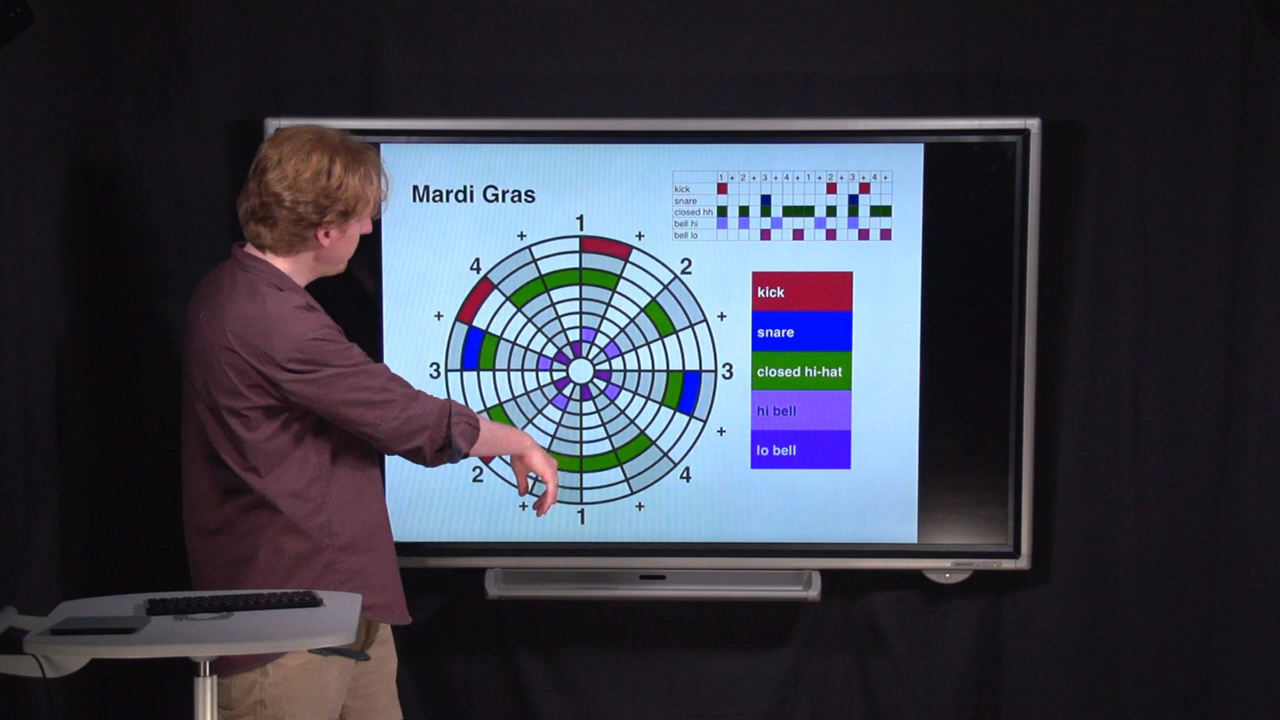 Mardi Gras
1 + 2 + 3 + 4 + 1 + 2 + 3 + 4 +
kick
snare
closed hh
bell hi
bell lo
1
+
2
+
3
+
4
+
1
+
2
3
+
4
+
kick
snare
closed hi-hat
hi bell
lo bell